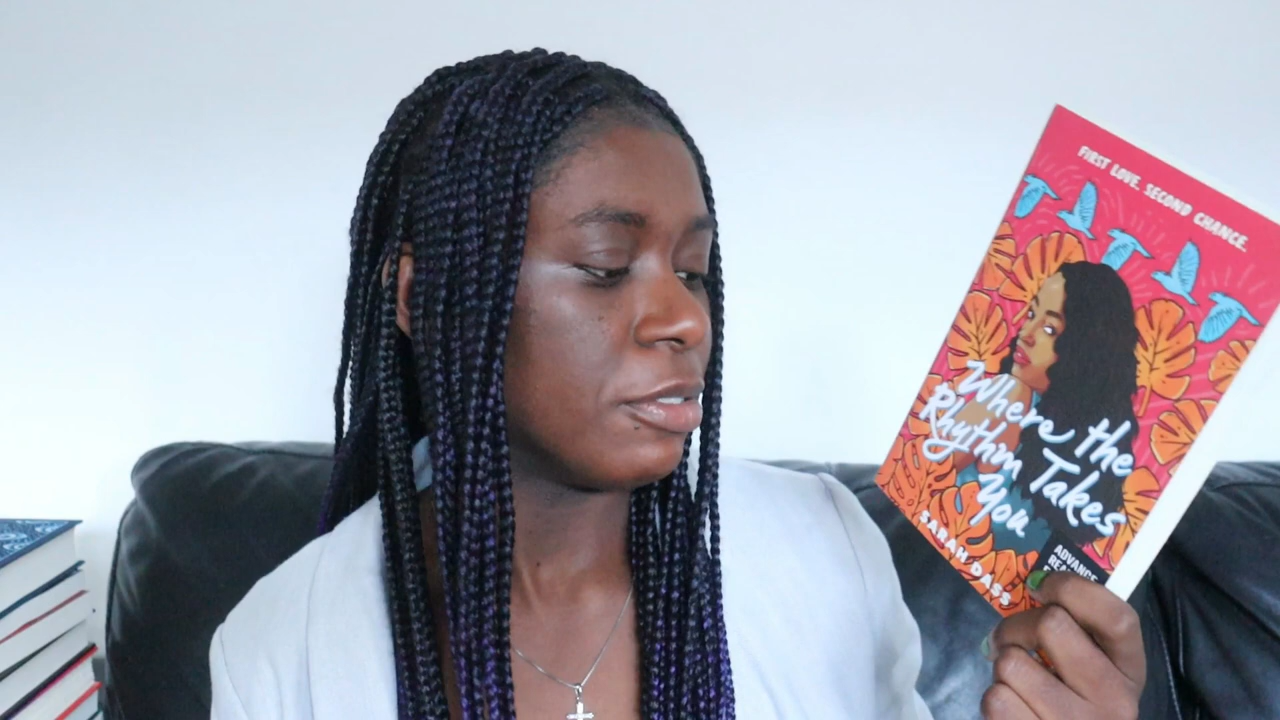 FIRST LOVE. SECOND CHANCE.
Where the
Rhythm Takes
You
SARAH DASS
ADVANCE